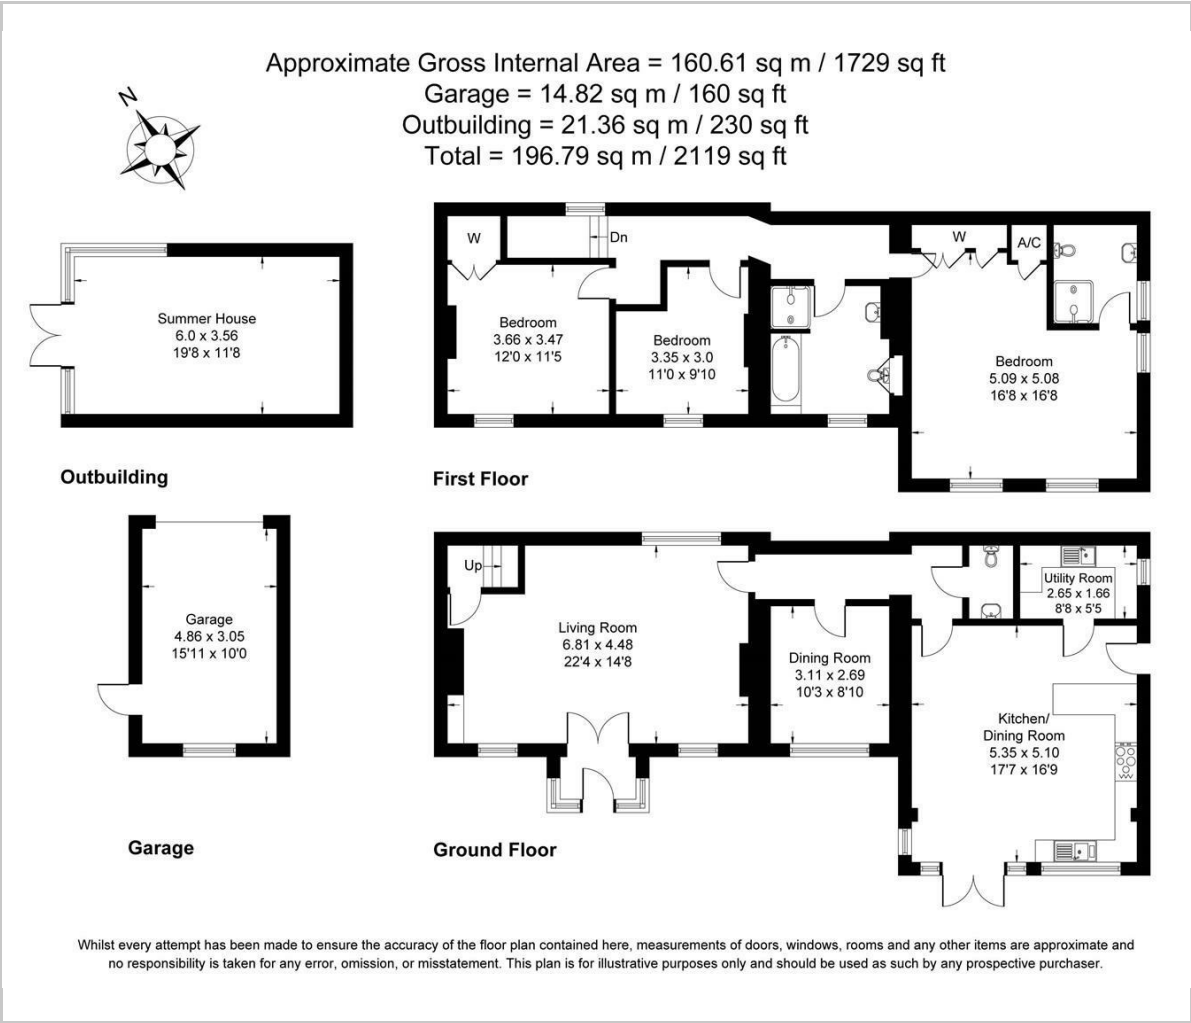 Approximate Gross Internal Area = 160.61 sq m / 1729 sq ft
Garage = 14.82 sq m / 160 sq ft
Outbuilding = 21.36 sq m / 230 sq ft
Total = 196.79 sq m / 2119 sq ft
N
Summer House
6.0 x 3.56
19'8 x 11'8
Outbuilding
W
Dn
W
A/C
Bedroom
3.66 x 3.47
12'0 x 11'5
Bedroom
3.35 x 3.0
11'0 x 9'10
Bedroom
5.09 x 5.08
16'8 x 16'8
First Floor
Garage
4.86 x 3.05
15'11 x 10'0
Garage
Up
Living Room
6.81 x 4.48
22'4 x 14'8
Dining Room
3.11 x 2.69
10'3 x 8'10
Utility Room
2.65 x 1.66
8'8 x 5'5
Kitchen/
Dining Room
5.35 x 5.10
17'7 x 16'9
Ground Floor
Whilst every attempt has been made to ensure the accuracy of the floor plan contained here, measurements of doors, windows, rooms and any other items are approximate and
no responsibility is taken for any error, omission, or misstatement. This plan is for illustrative purposes only and should be used as such by any prospective purchaser.